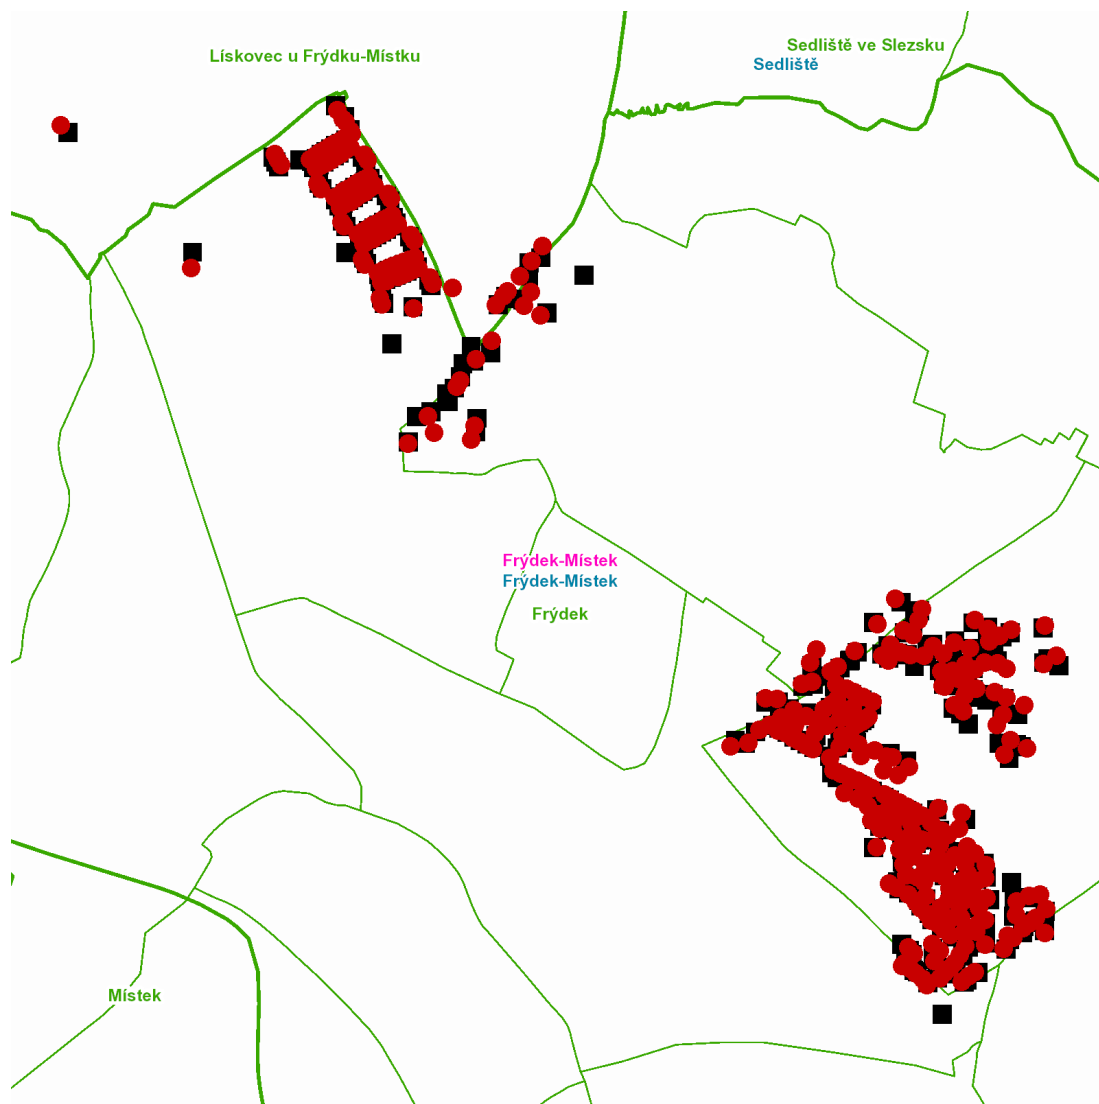 Sedliště ve Slezsku
Lískovec u Frýdku-Místku
Sedliště
Frýdek-Místek
Frýdek-Místek
Frýdek
Místek